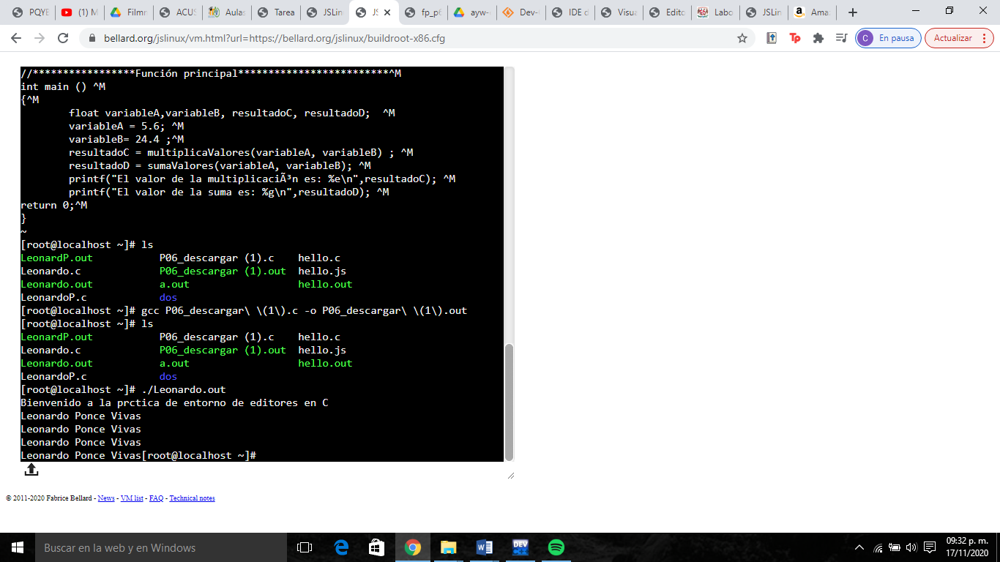 PQYE
(1) M
Filmr
ACUS
Aulas
Tarea
JSLin
JS
fp_p6
ayw-
Dev-
IDE d
Visua
Edito
Labo
JSLin
Ama
bellard.org/jslinux/vm.html?url=https://bellard.org/jslinux/buildroot-x86.cfg
C En pausa
Actualizar
//*****************Función principal*************************^M
int main () ^M
{^M
        float variableA,variableB, resultadoC, resultadoD;  ^M
        variableA = 5.6; ^M
        variableB= 24.4 ;^M
        resultadoC = multiplicaValores(variableA, variableB) ; ^M
        resultadoD = sumaValores(variableA, variableB); ^M
        printf("El valor de la multiplicaciÃ³n es: %e\n",resultadoC); ^M
        printf("El valor de la suma es: %g\n",resultadoD); ^M
return 0;^M
}
~
[root@localhost ~]# ls
LeonardP.out           P06_descargar (1).c    hello.c
Leonardo.c             P06_descargar (1).out  hello.js
Leonardo.out           a.out                  hello.out
LeonardoP.c            dos
[root@localhost ~]# gcc P06_descargar\ \(1\).c -o P06_descargar\ \(1\).out
[root@localhost ~]# ls
LeonardP.out           P06_descargar (1).c    hello.c
Leonardo.c             P06_descargar (1).out  hello.js
Leonardo.out           a.out                  hello.out
LeonardoP.c            dos
[root@localhost ~]# ./Leonardo.out
Bienvenido a la prctica de entorno de editores en C
Leonardo Ponce Vivas
Leonardo Ponce Vivas
Leonardo Ponce Vivas
Leonardo Ponce Vivas[root@localhost ~]#
© 2011-2020 Fabrice Bellard - News - VM list - FAQ - Technical notes
Buscar en la web y en Windows
DEV
09:32 p. m.
17/11/2020